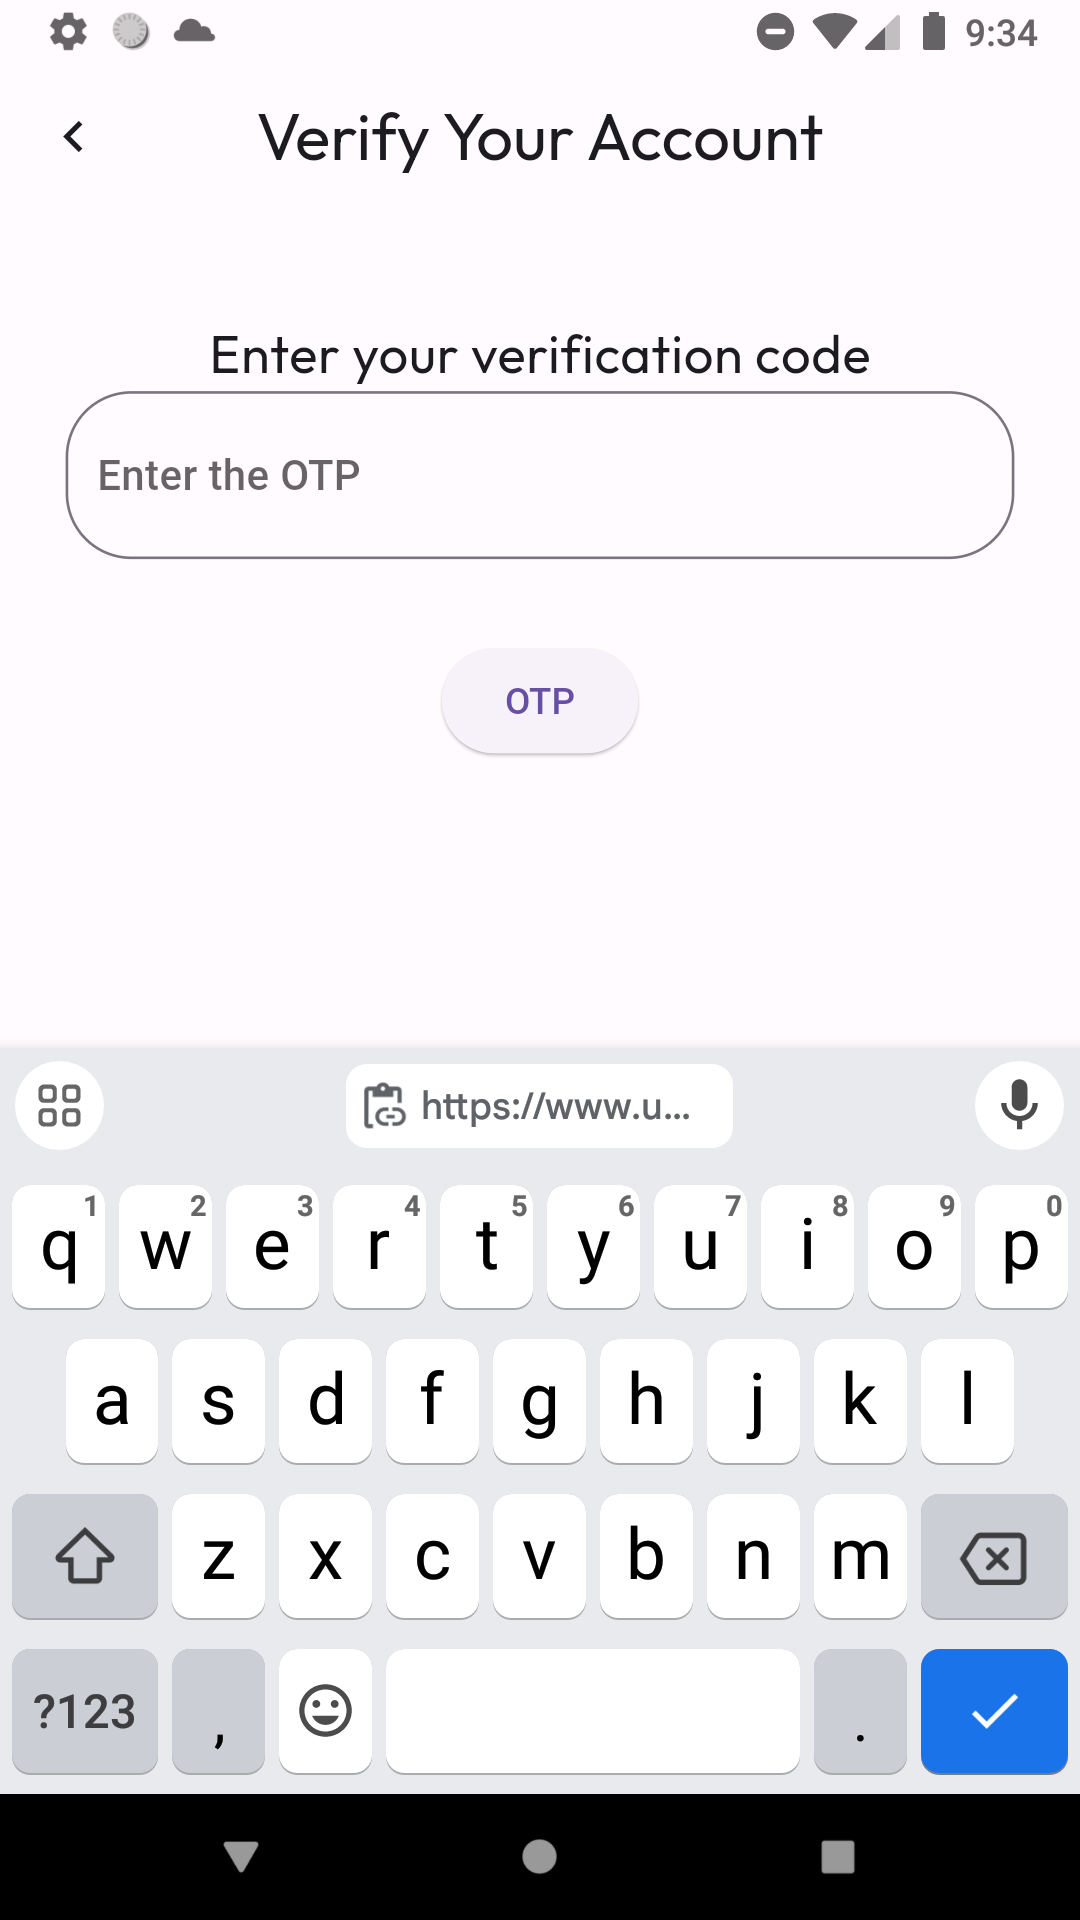 9:34
Verify Your Account
Enter your verification code
Enter the OTP
OTP
https://www.u...
q 1 w 2 e 3 r 4 t 5 y 6 u 7 i 8 o 9 p 0
a s d f g h j k l
z x c v b n m
?123 , .